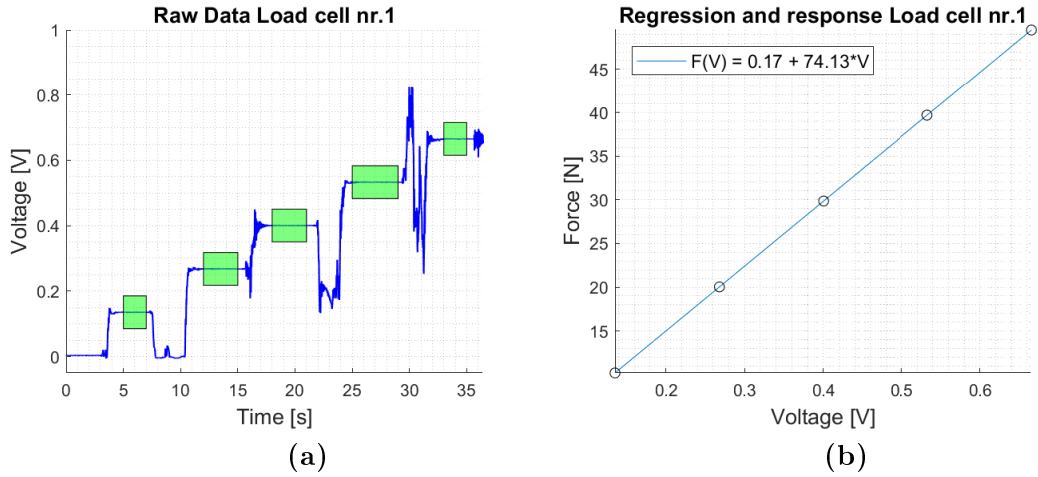 Raw Data Load cell nr.1
1
0.8
0.6
0.4
0.2
0
0 5 10 15 20 25 30 35
Voltage [V]
Time [s]
(a)
Regression and response Load cell nr.1
F(V) = 0.17 + 74.13*V
45
40
35
30
25
20
15
0.2 0.3 0.4 0.5 0.6
Force [N]
Voltage [V]
(b)